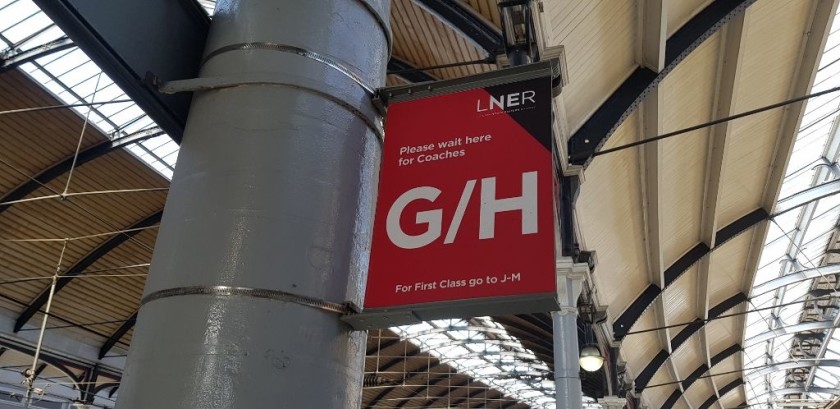 LNER
Please wait here
for Coaches
G/H
For First Class go to J-M